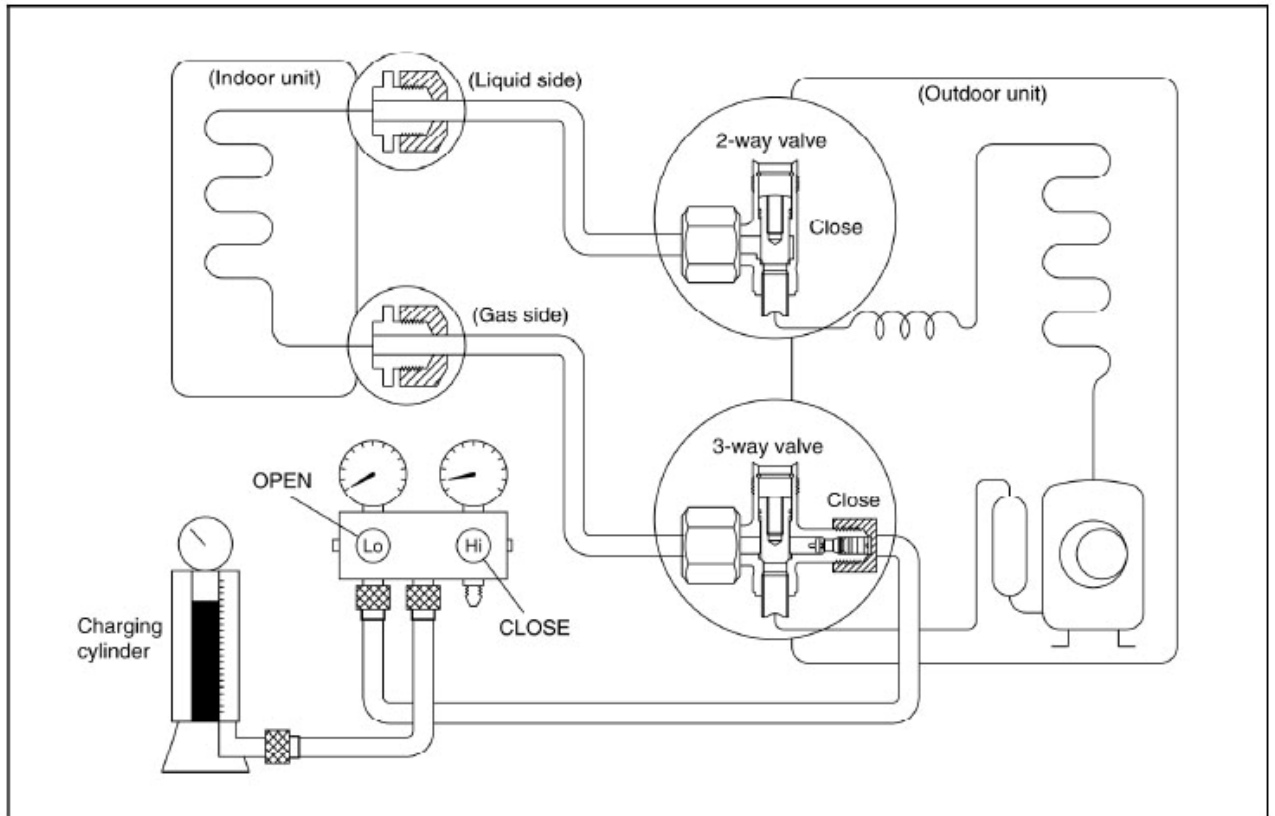 (Indoor unit)
(Liquid side)
(Outdoor unit)
2-way valve
Close
(Gas side)
3-way valve
Close
OPEN
Lo
Hi
CLOSE
Charging
cylinder